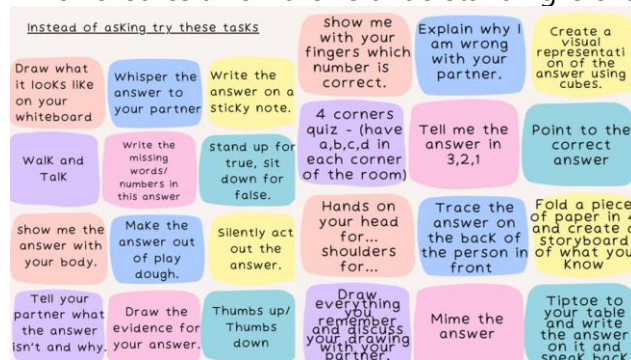 Instead of asking try these tasks
Draw what
it looks like
on your
whiteboard
Whisper the
answer to
your partner
Write the
answer on a
sticky note.
show me
with your
fingers which
number is
correct.
Explain why I
am wrong
with your
partner.
Create a
visual
representati
on of the
answer using
cubes.
Walk and
Talk
Write the
missing
words/
numbers in
this answer
Stand up for
true, sit
down for
false.
4 corners
quiz - (have
a,b,c,d in
each corner
of the room)
Tell me the
answer in
3,2,1
Point to the
correct
answer
show me the
answer with
your body.
Make the
answer out
of play
dough.
Silently act
out the
answer.
Hands on
your head
for...
shoulders
for...
Trace the
answer on
the back of
the person in
front
Fold a piece
of paper in 4
and create a
storyboard
of what you
know
Tell your
partner what
the answer
isn't and why.
Draw the
evidence for
your answer.
Thumbs up/
Thumbs
down
Draw
everything
you
remember
and discuss
your drawing
with your
partner.
Mime the
answer
Tiptoe to
your table
and write
the answer
on it and
sneak back